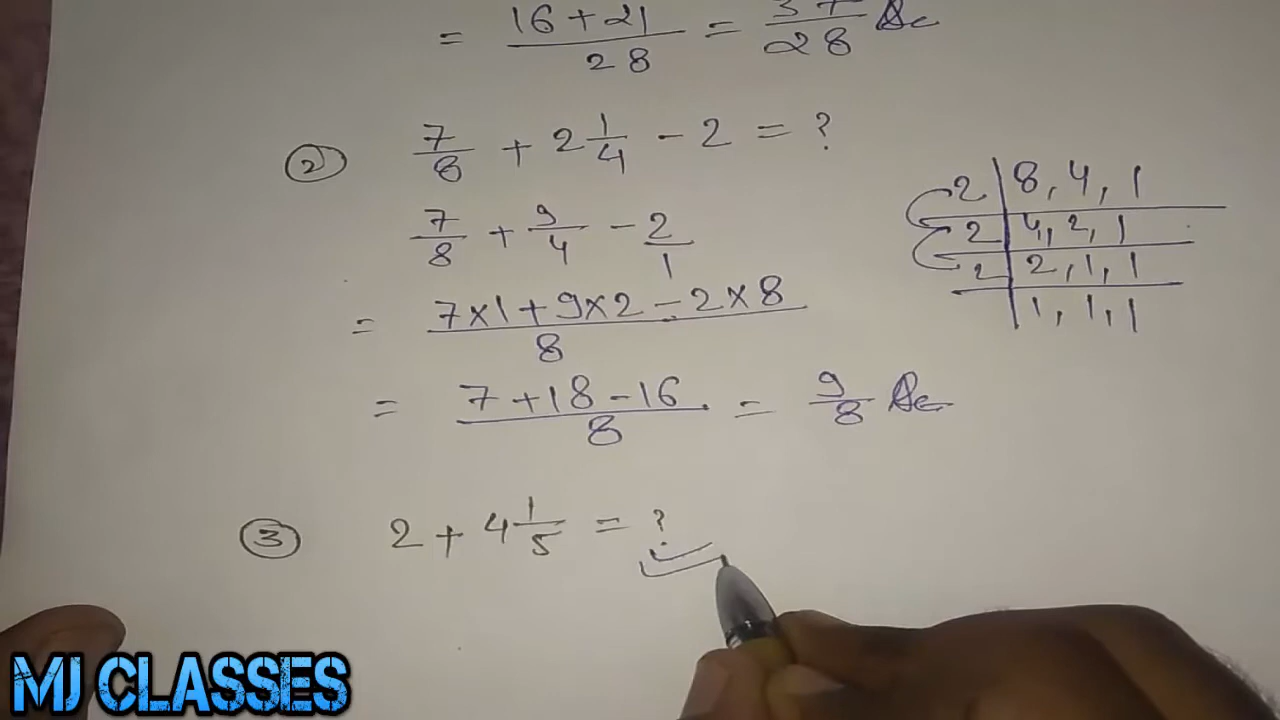 = 16+21/28 = 37/28
② 7/8 + 2 1/4 - 2 = ?
7/8 + 9/4 - 2/1
= 7×1+9×2-2×8/8
= 7+18-16/8 = 9/8
2 | 8, 4, 1
2 | 4, 2, 1
2 | 2, 1, 1
1, 1, 1
③ 2 + 4 1/5 = ?
MJ CLASSES